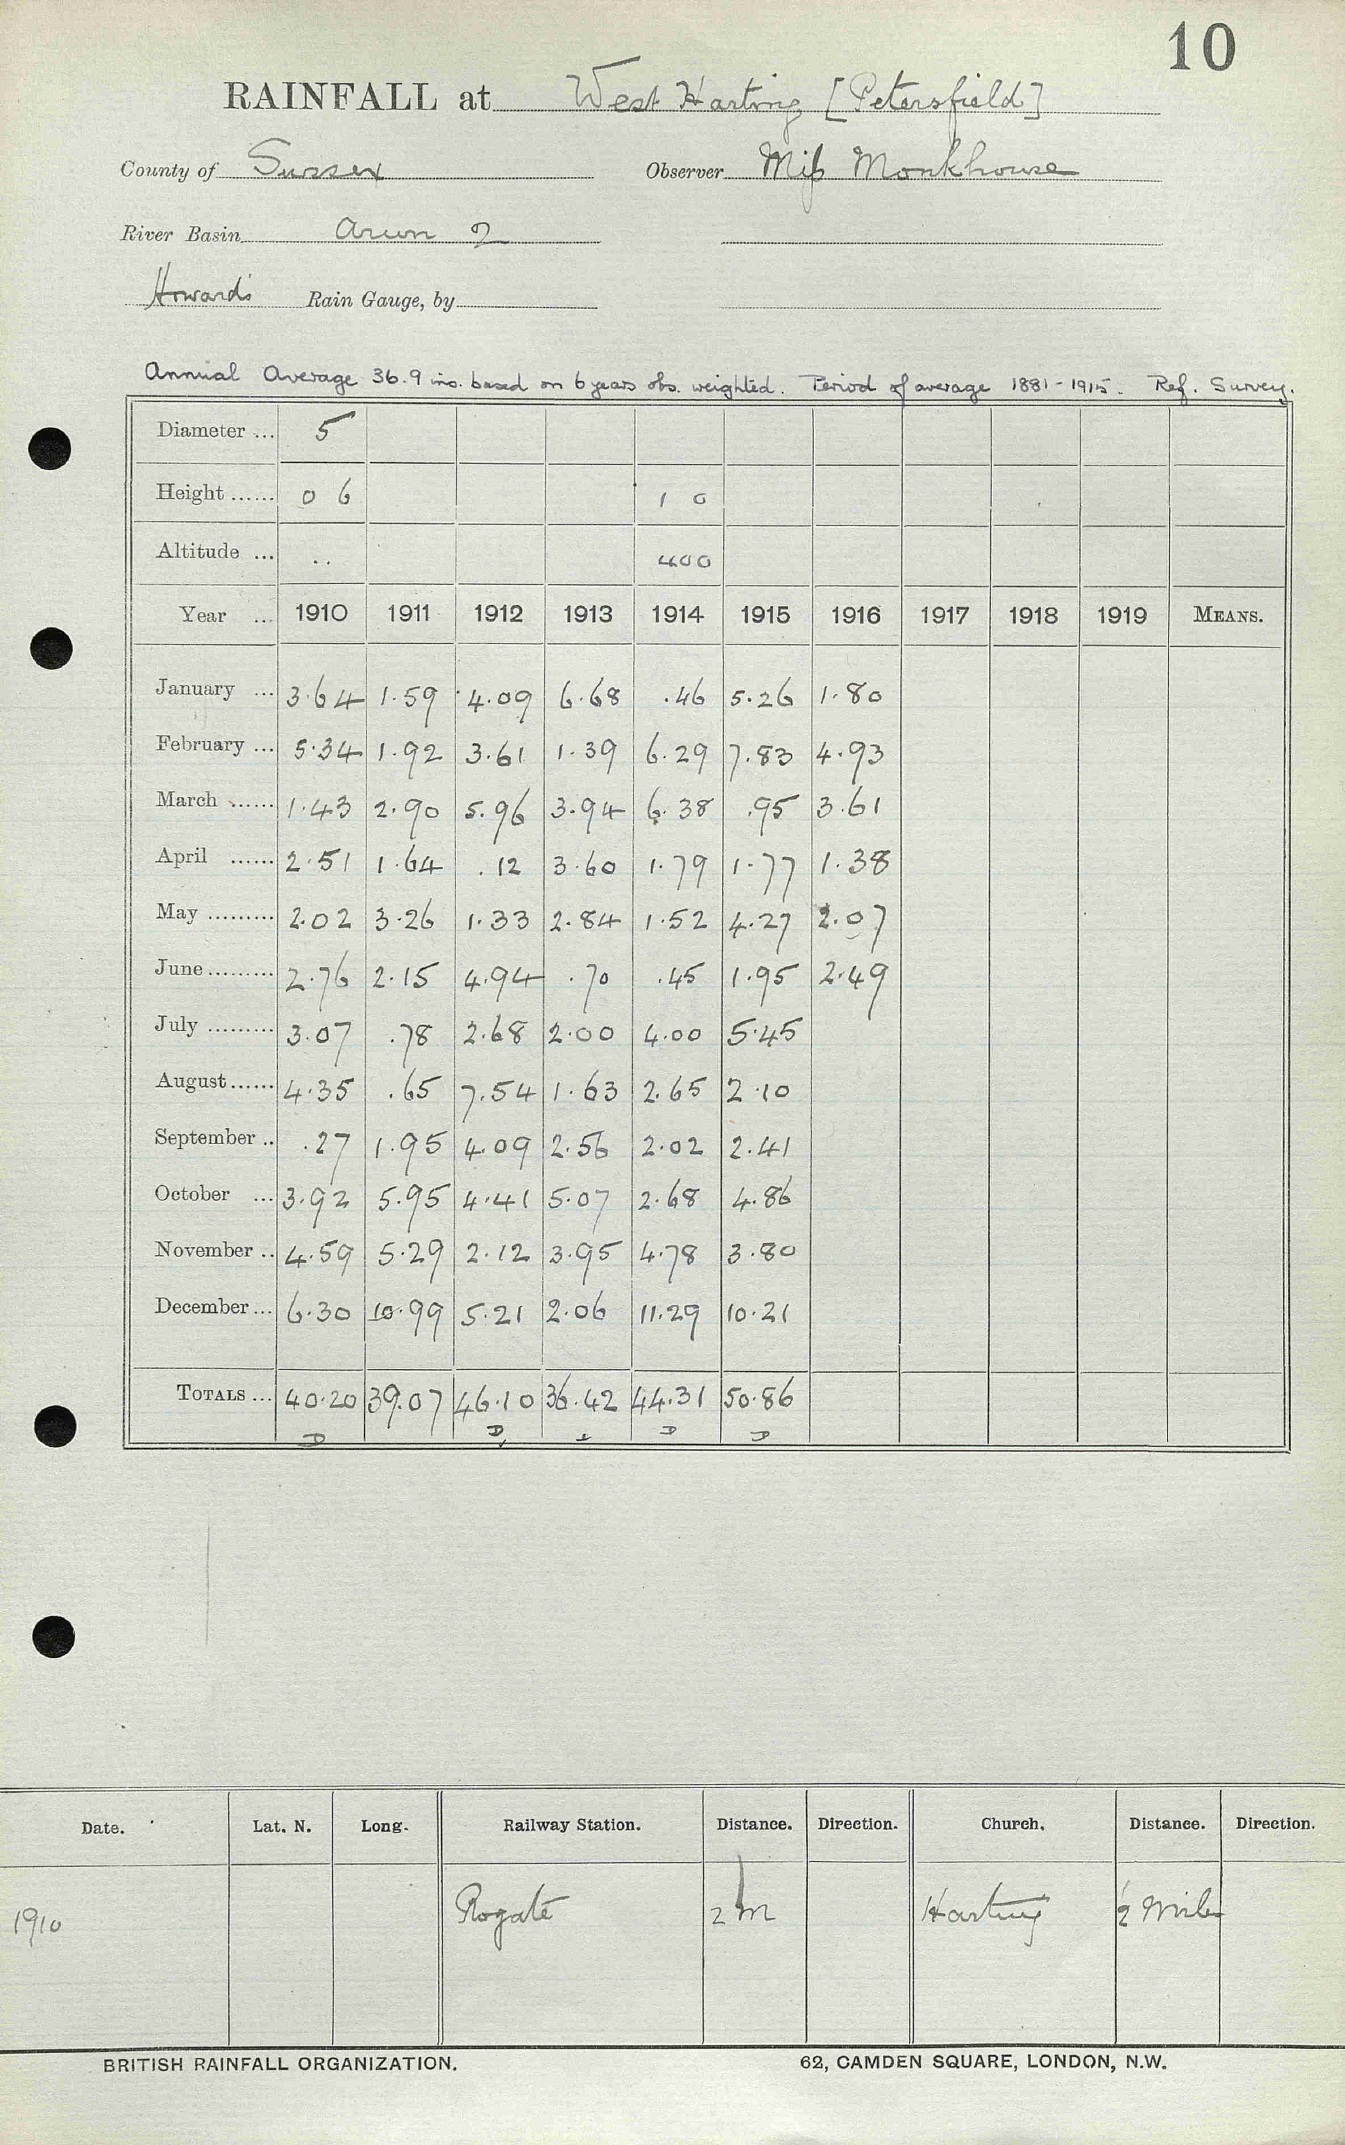 10
RAINFALL at West Harting [Petersfield]
County of Sussex Observer Miss Monkhouse
River Basin Arun 2
Howard's Rain Gauge, by
Annual Average 36.9 ins. based on 6 years obs. weighted. Period of average 1881-1915. Ref. Survey.
Diameter ... 5
Height ...... 0 6 1 0
Altitude ... .. 400
Year ... 1910 1911 1912 1913 1914 1915 1916 1917 1918 1919 MEANS.
January ... 3.64 1.59 4.09 6.68 .46 5.26 1.80
February ... 5.34 1.92 3.61 1.39 6.29 7.83 4.93
March ...... 1.43 2.90 5.96 3.94 6.38 .95 3.61
April ...... 2.51 1.64 .12 3.60 1.79 1.77 1.38
May ......... 2.02 3.26 1.33 2.84 1.52 4.27 2.07
June ......... 2.76 2.15 4.94 .70 .45 1.95 2.49
July ......... 3.07 .78 2.68 2.00 4.00 5.45
August ...... 4.35 .65 7.54 1.63 2.65 2.10
September .. .27 1.95 4.09 2.56 2.02 2.41
October ... 3.92 5.95 4.41 5.07 2.68 4.86
November .. 4.59 5.29 2.12 3.95 4.78 3.80
December ... 6.30 10.99 5.21 2.06 11.29 10.21
TOTALS ... 40.20 39.07 46.10 36.42 44.31 50.86
D D D D
Date. Lat. N. Long. Railway Station. Distance. Direction. Church. Distance. Direction.
1910 Rogate 2 m Harting ½ Mile
BRITISH RAINFALL ORGANIZATION. 62, CAMDEN SQUARE, LONDON, N.W.